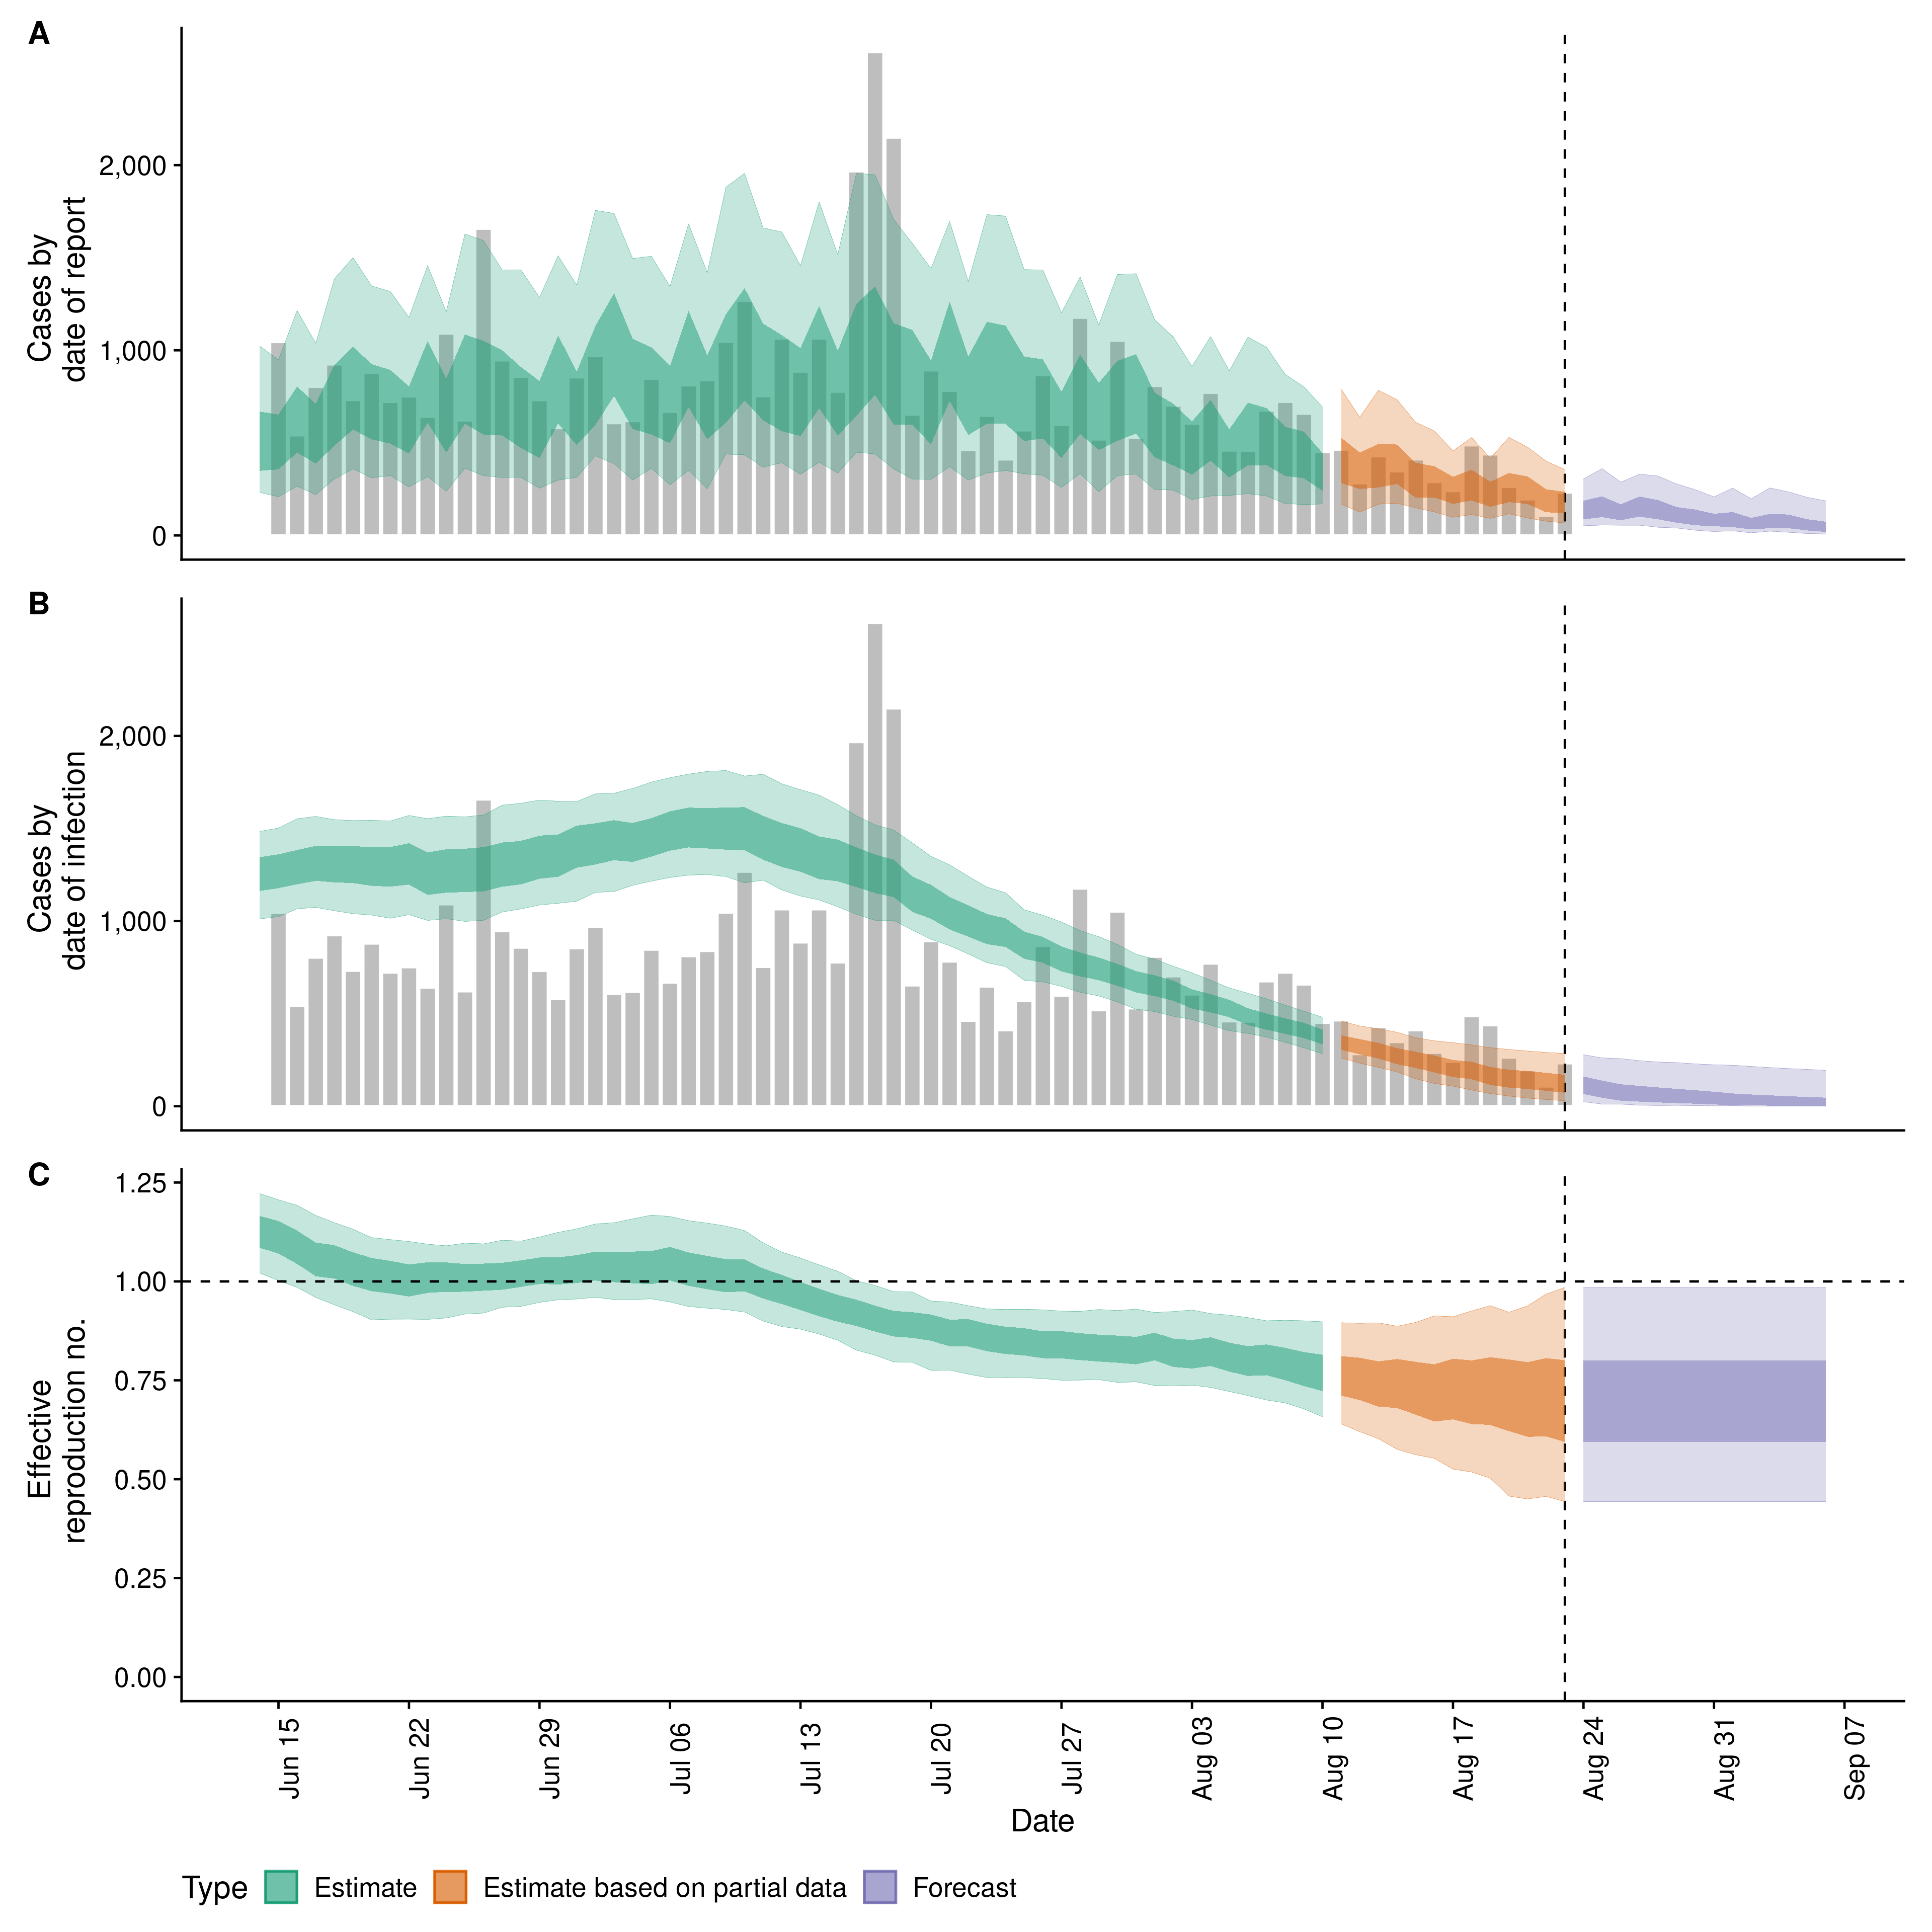 A
Cases by
date of report
2,000
1,000
0
B
Cases by
date of infection
2,000
1,000
0
C
Effective
reproduction no.
1.25
1.00
0.75
0.50
0.25
0.00
Jun 15
Jun 22
Jun 29
Jul 06
Jul 13
Jul 20
Jul 27
Aug 03
Aug 10
Aug 17
Aug 24
Aug 31
Sep 07
Date
Type Estimate Estimate based on partial data Forecast